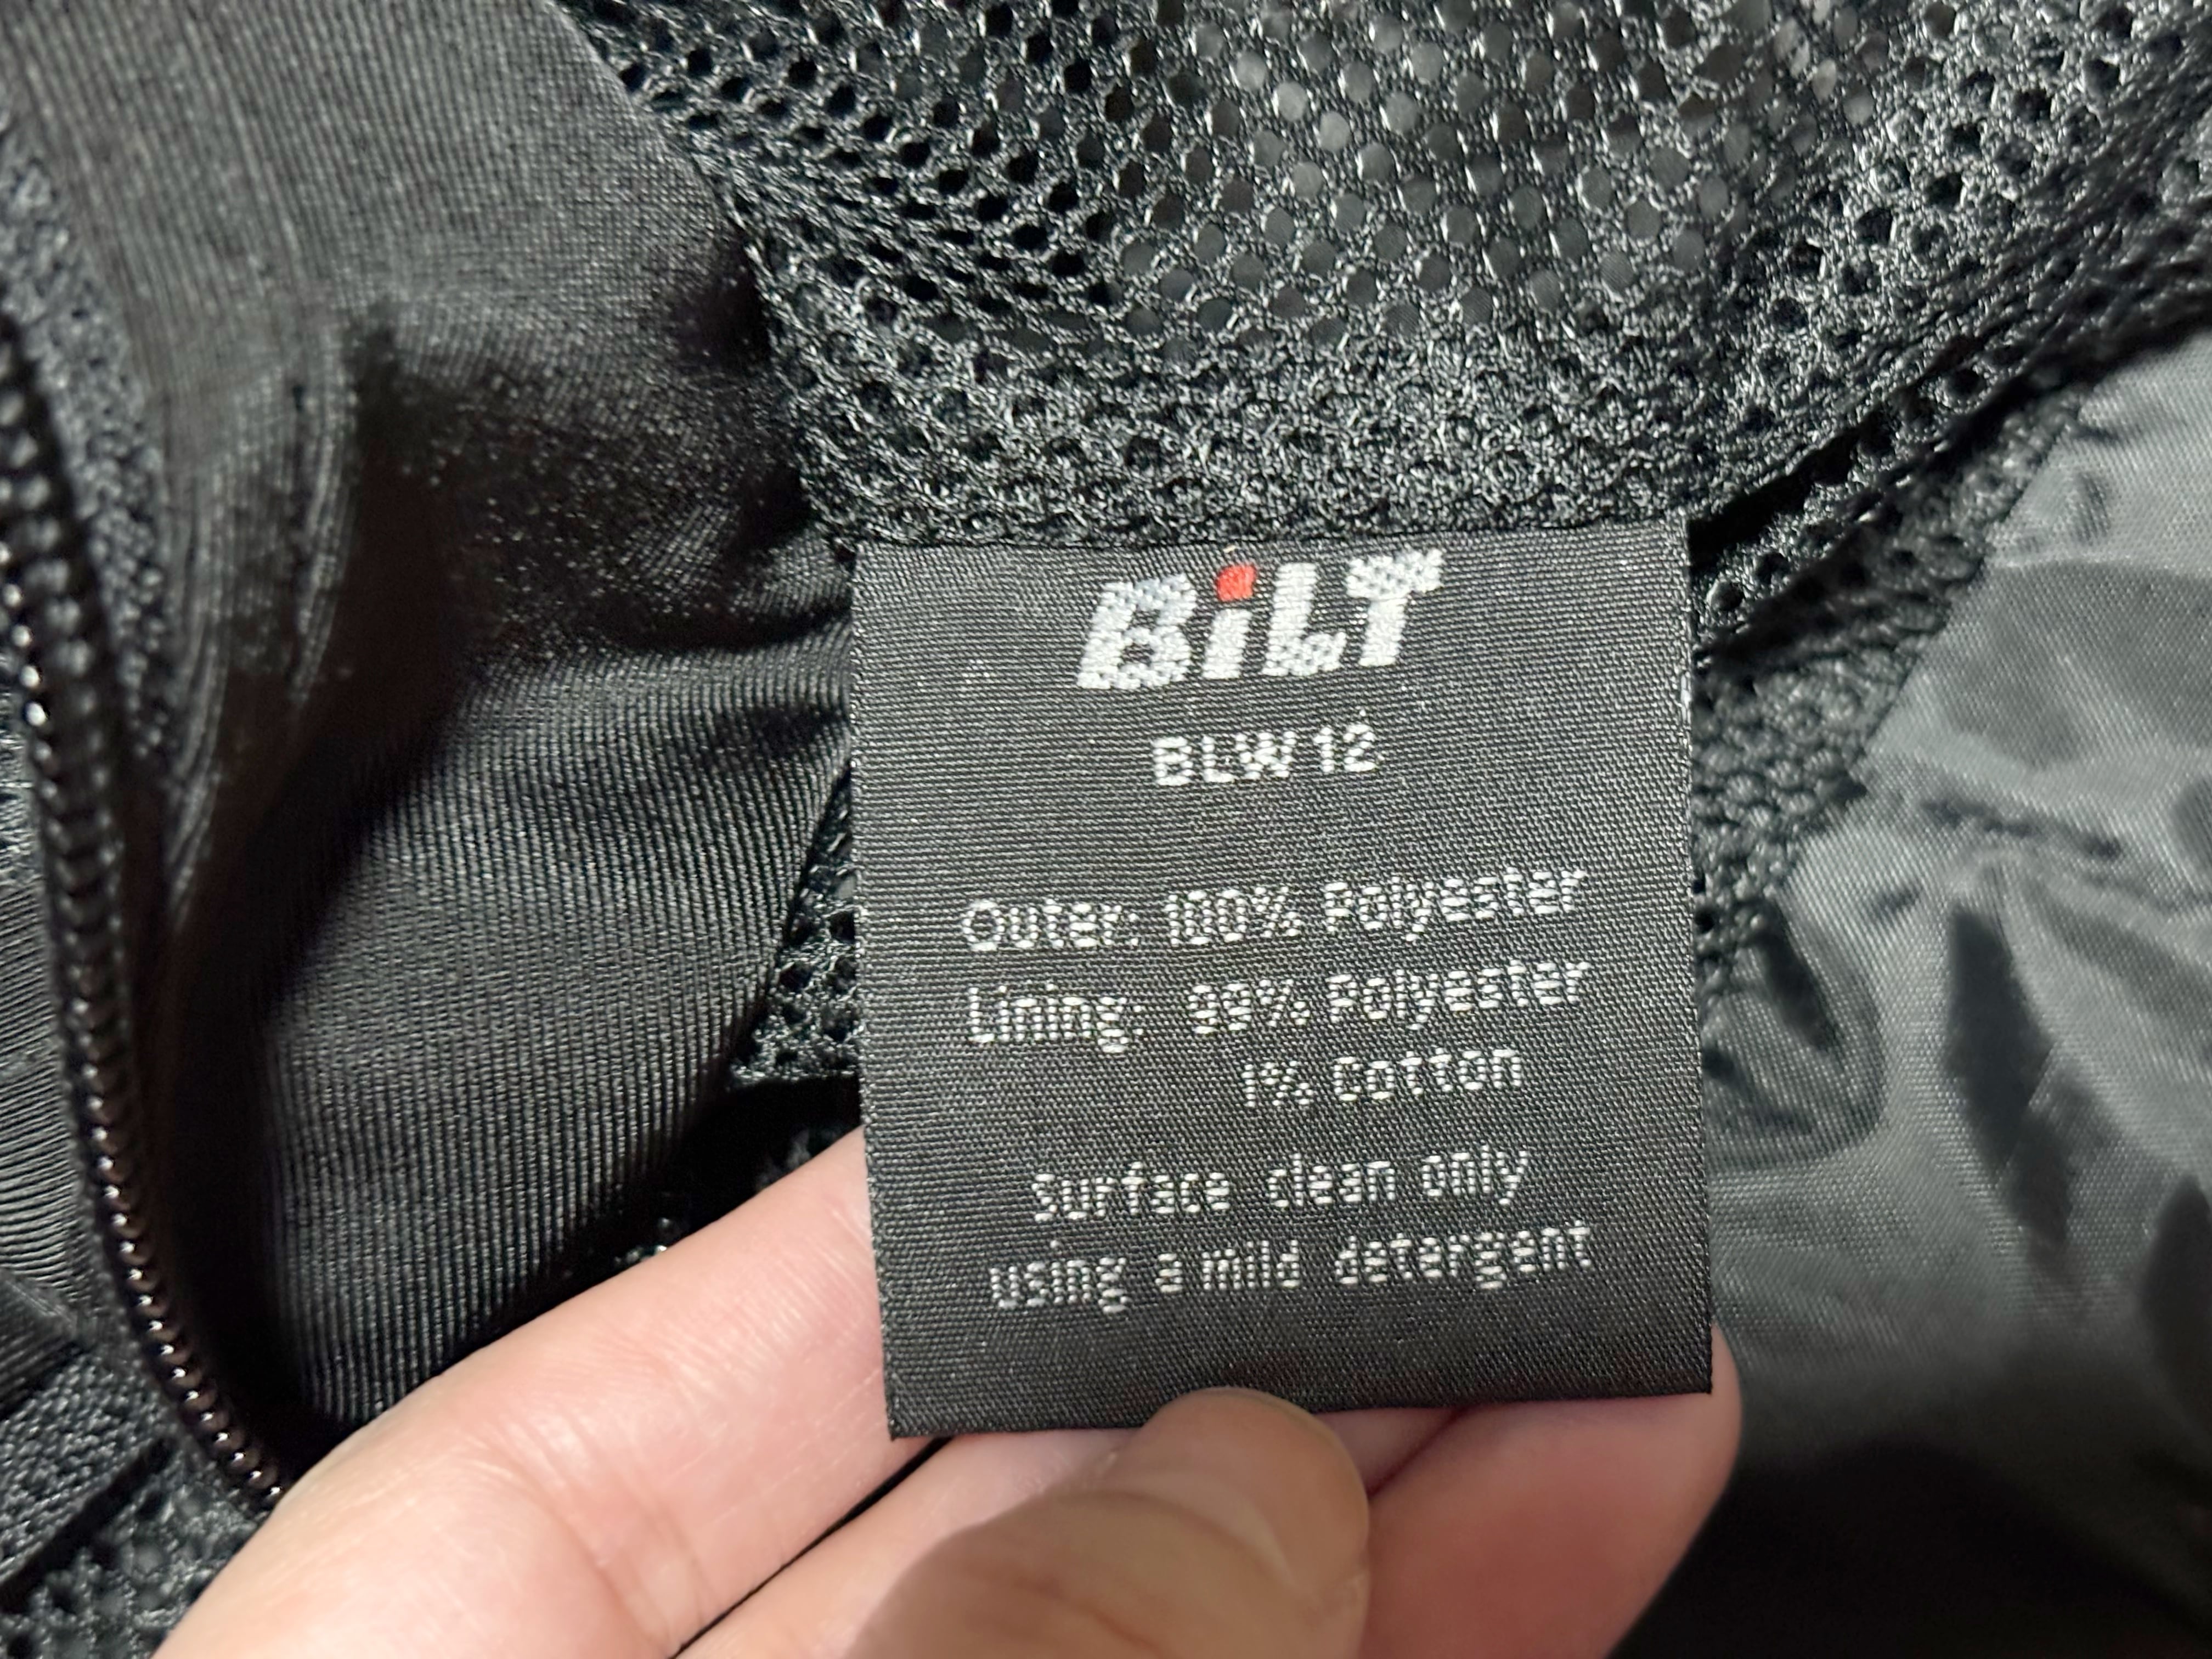 BiLT
BLW12
Outer: 100% Polyester
Lining: 99% Polyester
1% Cotton
surface clean only
using a mild detergent